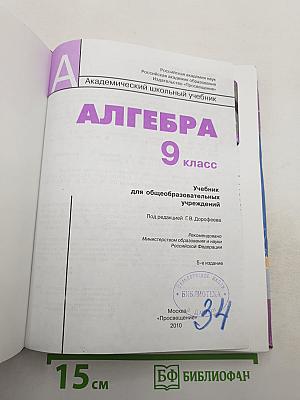 Российская академия наук
Российская академия образования
Издательство «Просвещение»
А
Академический школьный учебник
АЛГЕБРА
9 класс
Учебник
для общеобразовательных
учреждений
Под редакцией Г.В. Дорофеева
Рекомендовано
Министерством образования и науки
Российской Федерации
5-е издание
БИБЛИОТЕКА
34
Москва
«Просвещение»
2010
15 см
БФ БИБЛИОФАН